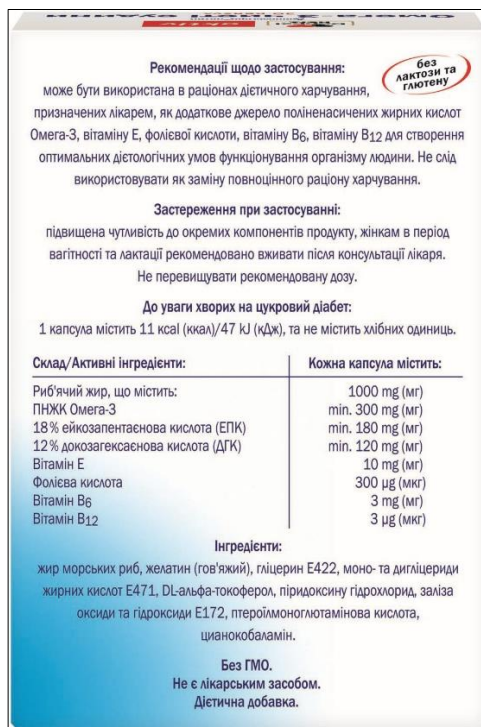 без
лактози та
глютену
Рекомендації щодо застосування:
може бути використана в раціонах дієтичного харчування,
призначених лікарем, як додаткове джерело поліненасичених жирних кислот
Омега-3, вітаміну Е, фолієвої кислоти, вітаміну В6, вітаміну В12 для створення
оптимальних дієтологічних умов функціонування організму людини. Не слід
використовувати як заміну повноцінного раціону харчування.
Застереження при застосуванні:
підвищена чутливість до окремих компонентів продукту, жінкам в період
вагітності та лактації рекомендовано вживати після консультації лікаря.
Не перевищувати рекомендовану дозу.
До уваги хворих на цукровий діабет:
1 капсула містить 11 kcal (ккал)/47 kJ (кДж), та не містить хлібних одиниць.
Склад/Активні інгредієнти: Кожна капсула містить:
Риб'ячий жир, що містить: 1000 mg (мг)
ПНЖК Омега-3 min. 300 mg (мг)
18% ейкозапентаєнова кислота (ЕПК) min. 180 mg (мг)
12% докозагексаєнова кислота (ДГК) min. 120 mg (мг)
Вітамін Е 10 mg (мг)
Фолієва кислота 300 µg (мкг)
Вітамін В6 3 mg (мг)
Вітамін В12 3 µg (мкг)
Інгредієнти:
жир морських риб, желатин (гов'яжий), гліцерин Е422, моно- та дигліцериди
жирних кислот Е471, DL-альфа-токоферол, піридоксину гідрохлорид, заліза
оксиди та гідроксиди Е172, птероїлмоноглютамінова кислота,
цианокобаламін.
Без ГМО.
Не є лікарським засобом.
Дієтична добавка.